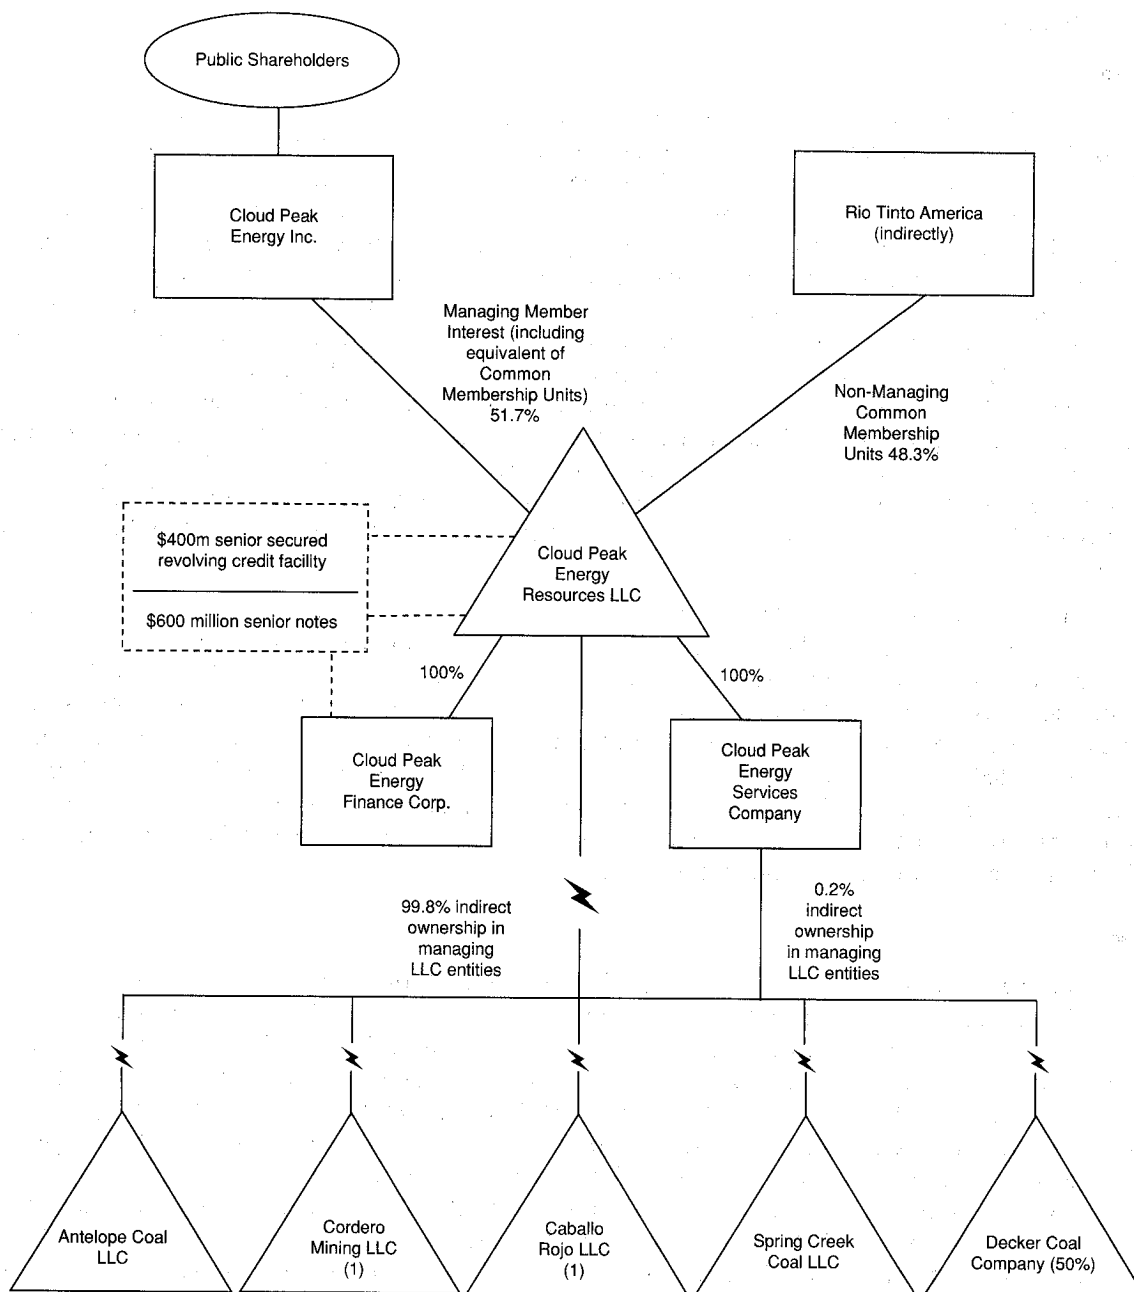 Public Shareholders
Cloud Peak
Energy Inc.
Rio Tinto America
(indirectly)
Managing Member
Interest (including
equivalent of
Common
Membership Units)
51.7%
Non-Managing
Common
Membership
Units 48.3%
$400m senior secured
revolving credit facility
$600 million senior notes
Cloud Peak
Energy
Resources LLC
100%
100%
Cloud Peak
Energy
Finance Corp.
Cloud Peak
Energy
Services
Company
99.8% indirect
ownership in
managing
LLC entities
0.2%
indirect
ownership
in managing
LLC entities
Antelope Coal
LLC
Cordero
Mining LLC
(1)
Caballo
Rojo LLC
(1)
Spring Creek
Coal LLC
Decker Coal
Company (50%)